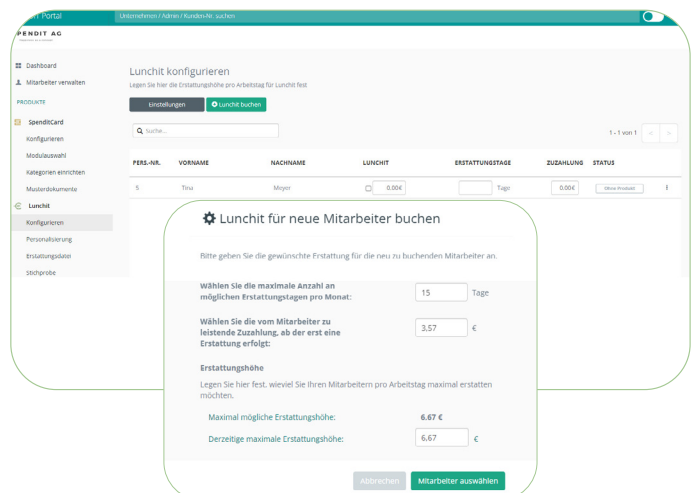 Portal
Unternehmen / Admin / Kunden-Nr. suchen
PENDIT AG
Dashboard
Mitarbeiter verwalten
PRODUKTE
SpenditCard
Konfigurieren
Modulauswahl
Kategorien einrichten
Musterdokumente
Lunchit
Konfigurieren
Personalisierung
Erstattungsdatei
Stichprobe
Lunchit konfigurieren
Legen Sie hier die Erstattungshöhe pro Arbeitstag für Lunchit fest
Einstellungen
Lunchit buchen
Suche...
1 - 1 von 1 < >
PERS.-NR. VORNAME NACHNAME LUNCHIT ERSTATTUNGSTAGE ZUZAHLUNG STATUS
5 Tina Meyer 0.00€ Tage 0.00€ Ohne Produkt
Lunchit für neue Mitarbeiter buchen
Bitte geben Sie die gewünschte Erstattung für die neu zu buchenden Mitarbeiter an.
Wählen Sie die maximale Anzahl an
möglichen Erstattungstagen pro Monat:
15 Tage
Wählen Sie die vom Mitarbeiter zu
leistende Zuzahlung, ab der erst eine
Erstattung erfolgt:
3,57 €
Erstattungshöhe
Legen Sie hier fest, wieviel Sie Ihren Mitarbeitern pro Arbeitstag maximal erstatten
möchten.
Maximal mögliche Erstattungshöhe: 6.67 €
Derzeitige maximale Erstattungshöhe: 6,67 €
Abbrechen
Mitarbeiter auswählen